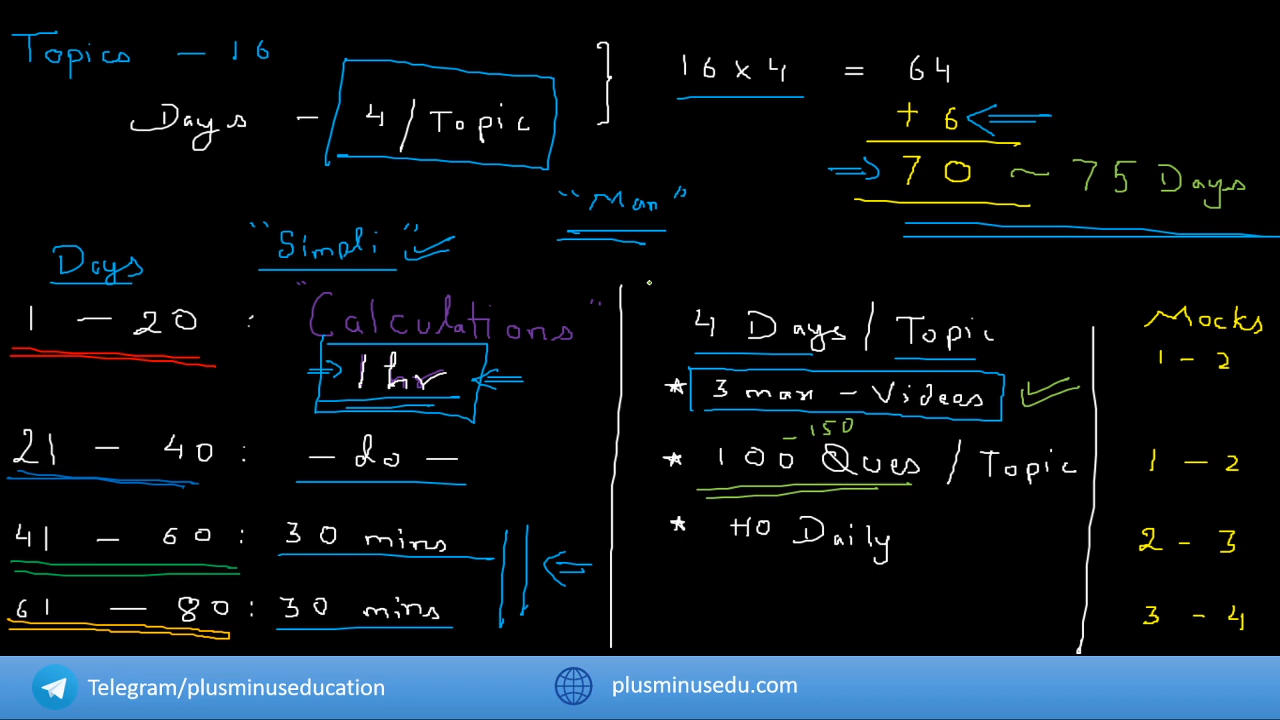 Topics - 16
Days - 4 / Topic
16 x 4 = 64
+ 6
70 ~ 75 Days
"Man"
"Simpli"
Days
1 - 20 : "Calculations"
1 hr
21 - 40 : - do -
41 - 60 : 30 mins
61 - 80 : 30 mins
4 Days / Topic
* 3 max - Videos
- 150
* 100 Ques / Topic
* HO Daily
Mocks
1 - 2
1 - 2
2 - 3
3 - 4
Telegram/plusminuseducation
plusminusedu.com